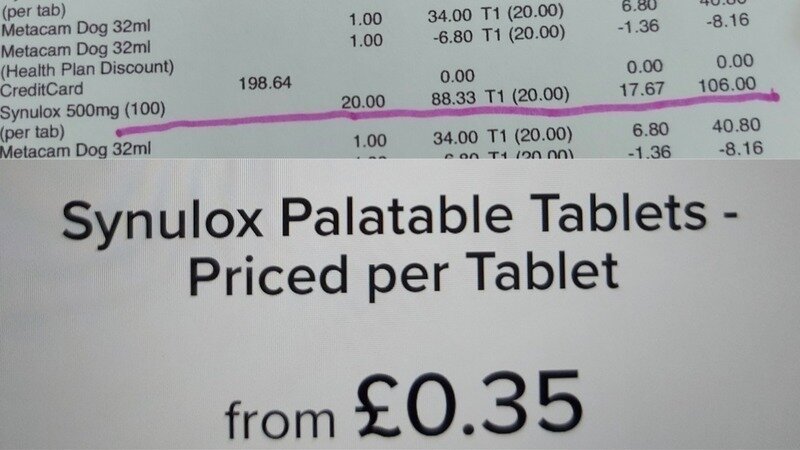 (per tab) 6.80 40.80
Metacam Dog 32ml 1.00 34.00 T1 (20.00) -1.36 -8.16
Metacam Dog 32ml 1.00 -6.80 T1 (20.00)
(Health Plan Discount) 0.00 0.00
CreditCard 198.64 0.00 17.67 106.00
Synulox 500mg (100) 20.00 88.33 T1 (20.00)
(per tab) 6.80 40.80
Metacam Dog 32ml 1.00 34.00 T1 (20.00) -1.36 -8.16
Synulox Palatable Tablets -
Priced per Tablet
from £0.35